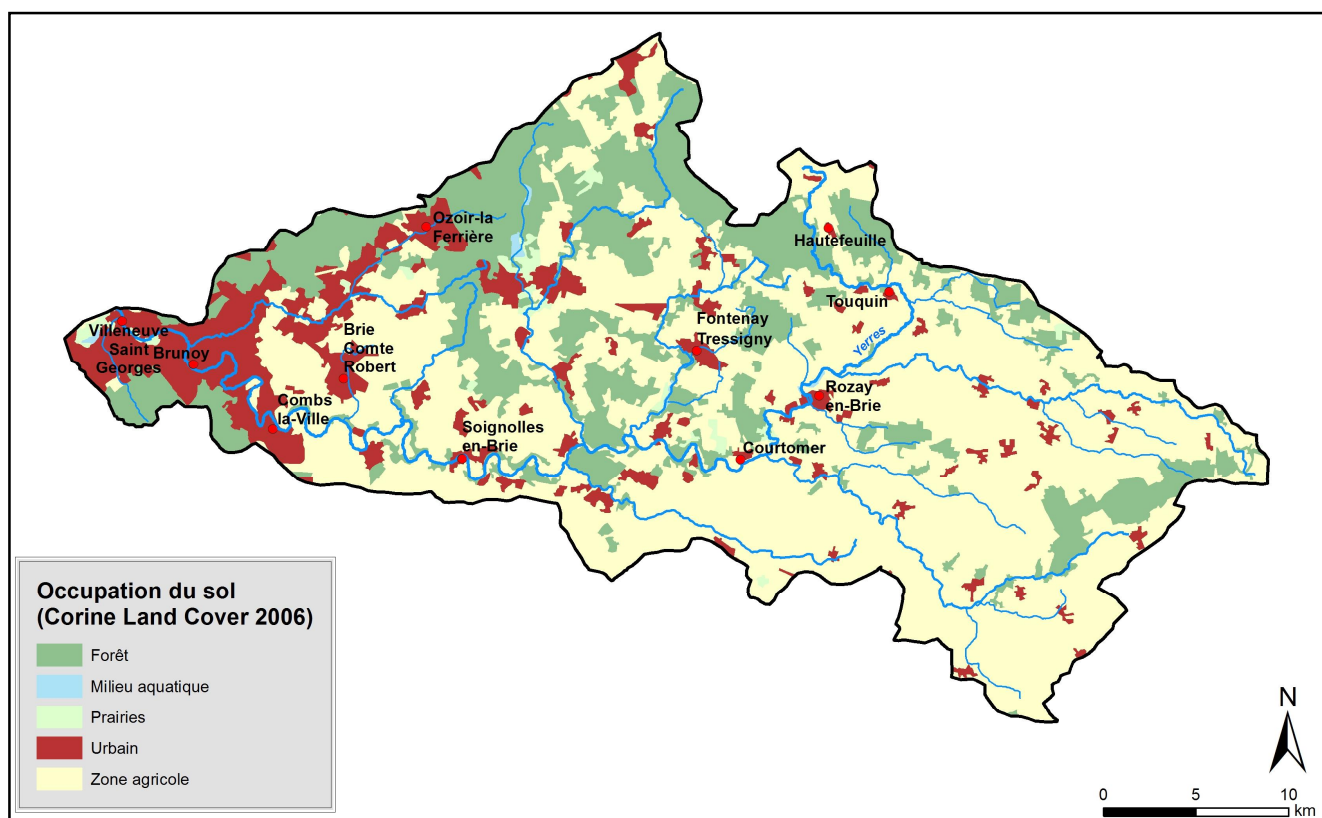 Ozoir-la
Ferrière
Hautefeuille
Touquin
Villeneuve
Saint
Georges
Brunoy
Brie
Comte
Robert
Fontenay
Tressigny
Yerres
Combs
la-Ville
Rozay
en-Brie
Soignolles
en-Brie
Courtomer
Occupation du sol
(Corine Land Cover 2006)
Forêt
Milieu aquatique
Prairies
Urbain
Zone agricole
N
0 5 10
km